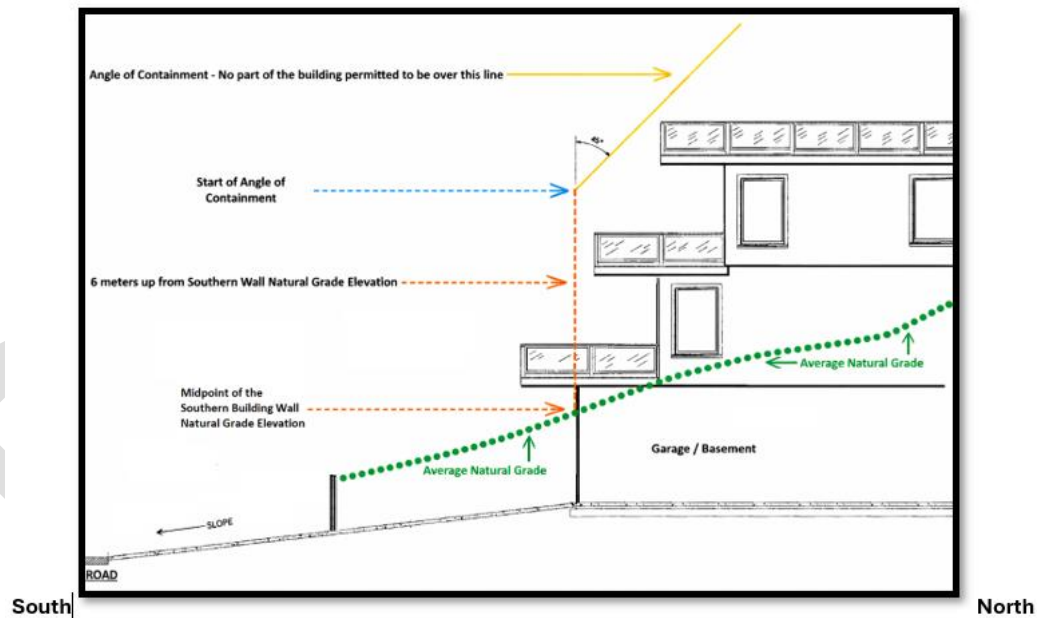 Angle of Containment - No part of the building permitted to be over this line
45°
Start of Angle of
Containment
6 meters up from Southern Wall Natural Grade Elevation
Average Natural Grade
Midpoint of the
Southern Building Wall
Natural Grade Elevation
Garage / Basement
Average Natural Grade
SLOPE
ROAD
South
North